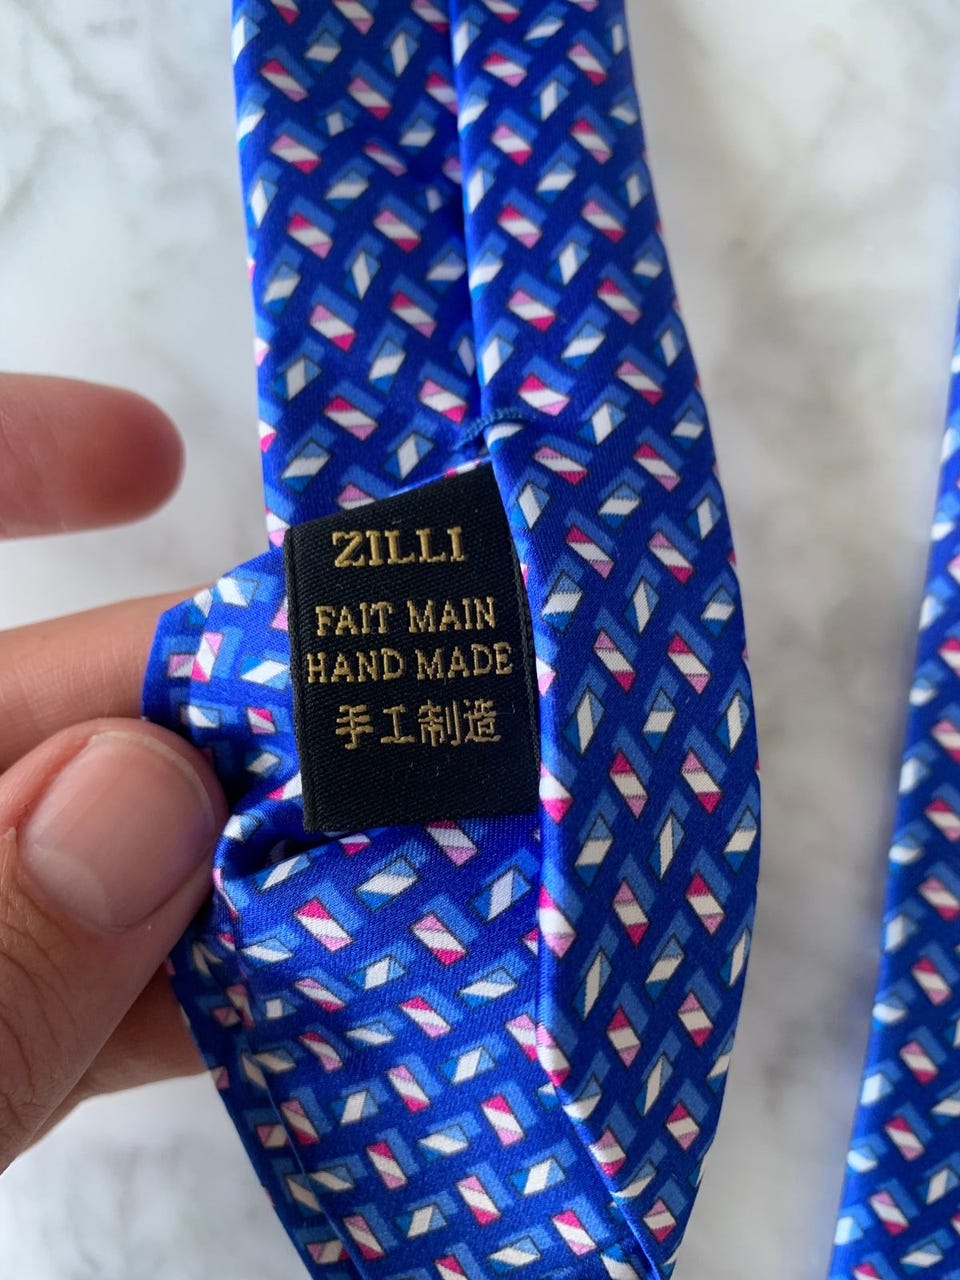 ZILLI
FAIT MAIN
HAND MADE
手工制造